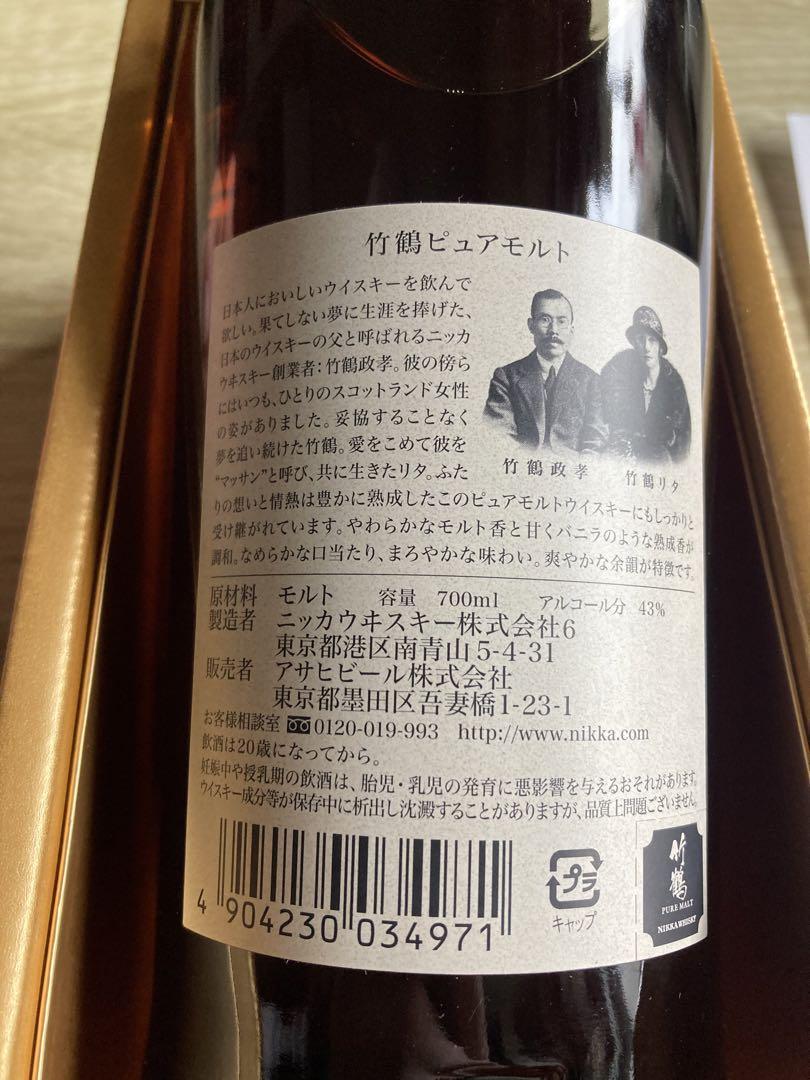 竹鶴ピュアモルト
日本人においしいウイスキーを飲んで
欲しい。果てしない夢に生涯を捧げた、
日本のウイスキーの父と呼ばれるニッカ
ウヰスキー創業者：竹鶴政孝。彼の傍ら
にはいつも、ひとりのスコットランド女性
の姿がありました。妥協することなく
夢を追い続けた竹鶴。愛をこめて彼を
“マッサン”と呼び、共に生きたリタ。ふた
りの想いと情熱は豊かに熟成したこのピュアモルトウイスキーにもしっかりと
受け継がれています。やわらかなモルト香と甘くバニラのような熟成香が
調和。なめらかな口当たり、まろやかな味わい。爽やかな余韻が特徴です。
竹鶴政孝 竹鶴リタ
原材料 モルト 容量 700ml アルコール分 43%
製造者 ニッカウヰスキー株式会社6
東京都港区南青山5-4-31
販売者 アサヒビール株式会社
東京都墨田区吾妻橋1-23-1
お客様相談室 0120-019-993 http://www.nikka.com
飲酒は20歳になってから。
妊娠中や授乳期の飲酒は、胎児・乳児の発育に悪影響を与えるおそれがあります。
ウイスキー成分等が保存中に析出し沈澱することがありますが、品質上問題ございません。
4 904230 034971
プラ
キャップ
竹鶴
PURE MALT
NIKKA WHISKY